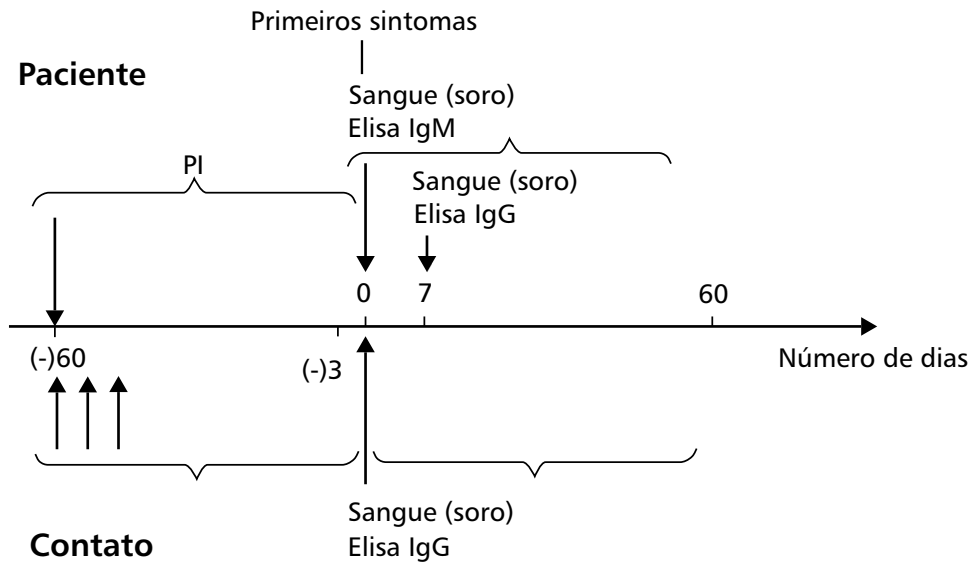 Primeiros sintomas
Paciente
Sangue (soro)
Elisa IgM
PI
Sangue (soro)
Elisa IgG
0
7
60
(-)60
(-)3
Número de dias
Contato
Sangue (soro)
Elisa IgG